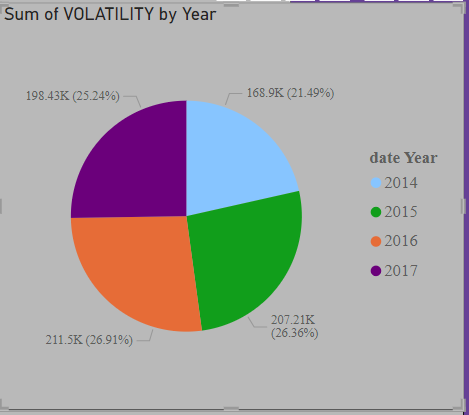 Sum of VOLATILITY by Year
198.43K (25.24%)
168.9K (21.49%)
date Year
2014
2015
2016
2017
211.5K (26.91%)
207.21K
(26.36%)